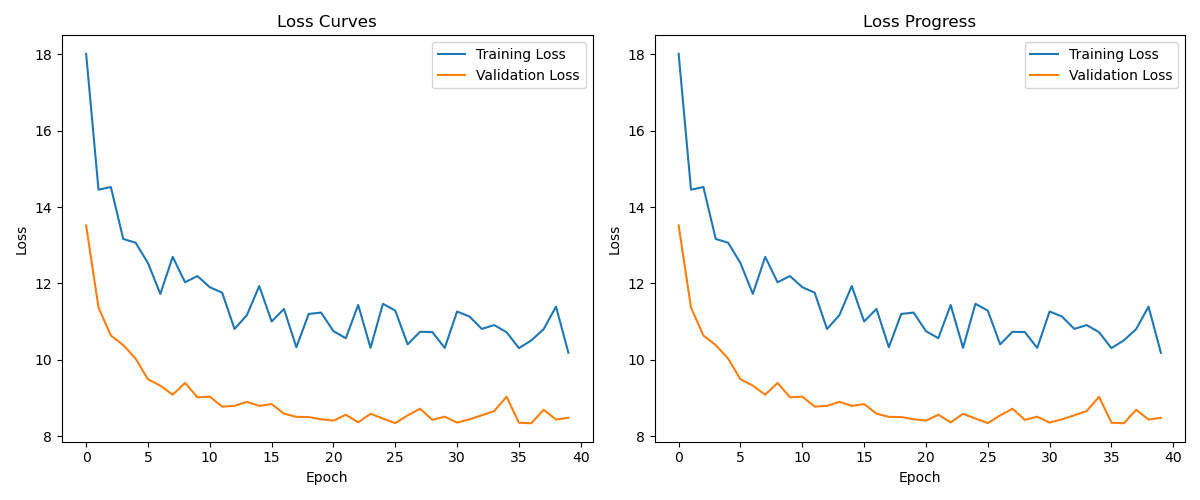 Loss Curves
Training Loss
Validation Loss
18
16
14
12
10
8
Loss
0 5 10 15 20 25 30 35 40
Epoch
Loss Progress
Training Loss
Validation Loss
18
16
14
12
10
8
Loss
0 5 10 15 20 25 30 35 40
Epoch